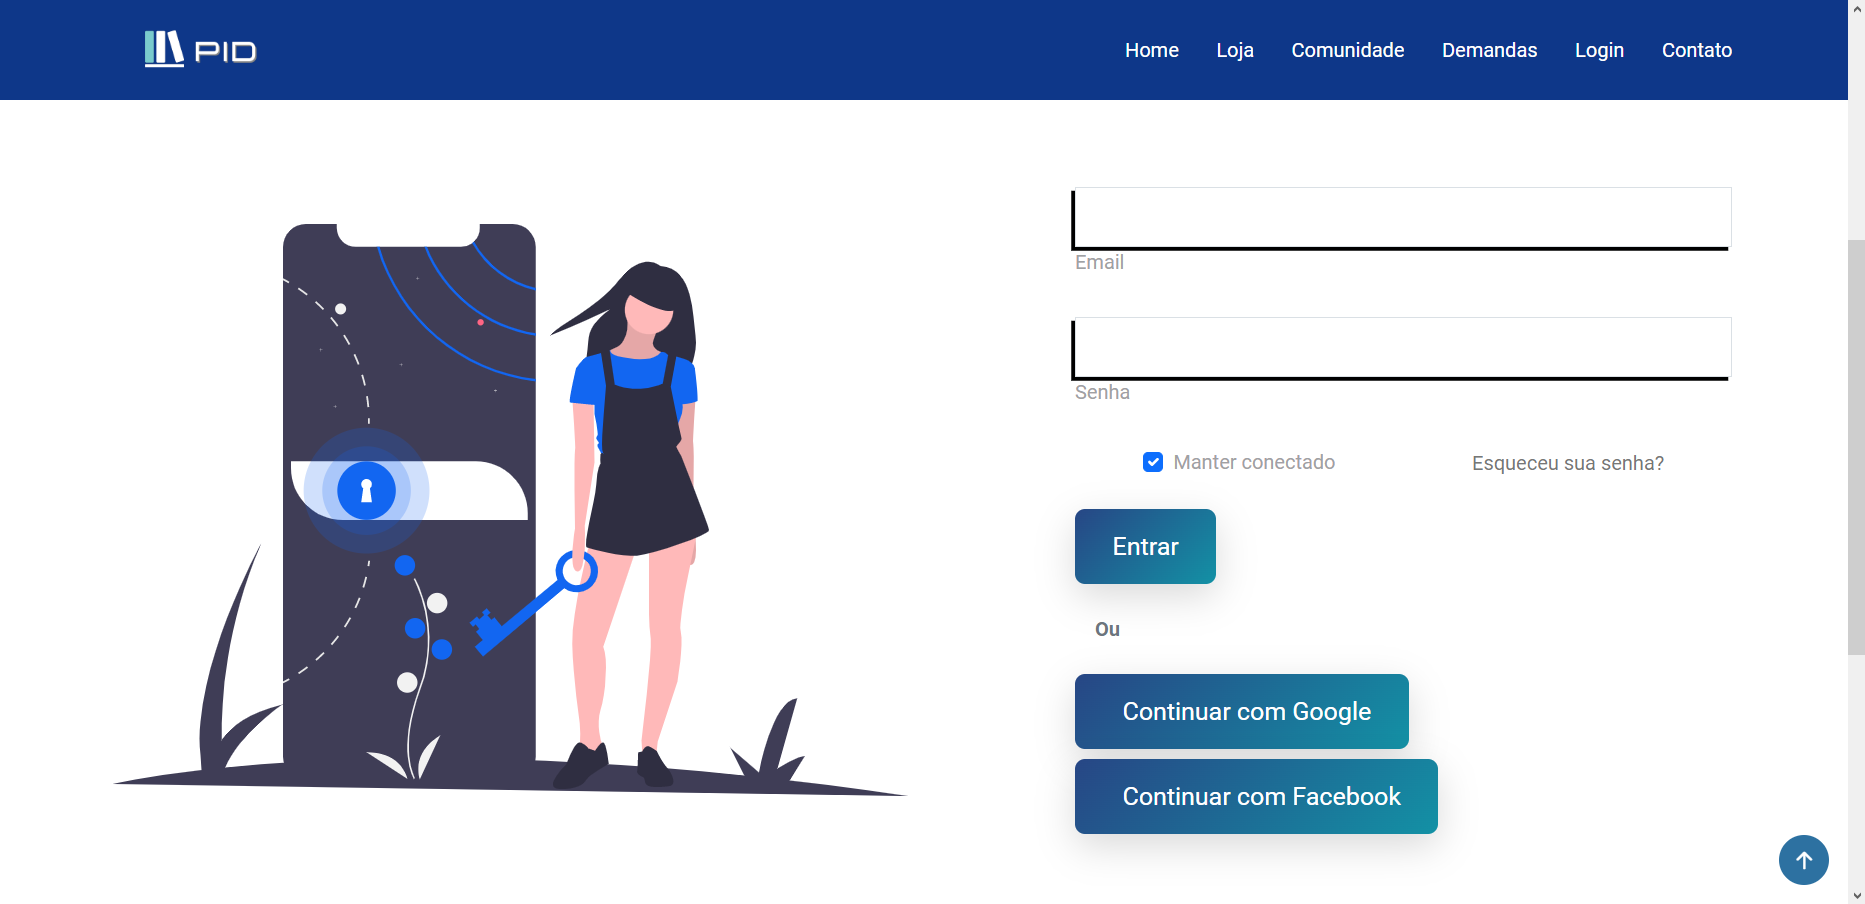 PID
Home Loja Comunidade Demandas Login Contato
Email
Senha
Manter conectado Esqueceu sua senha?
Entrar
Ou
Continuar com Google
Continuar com Facebook